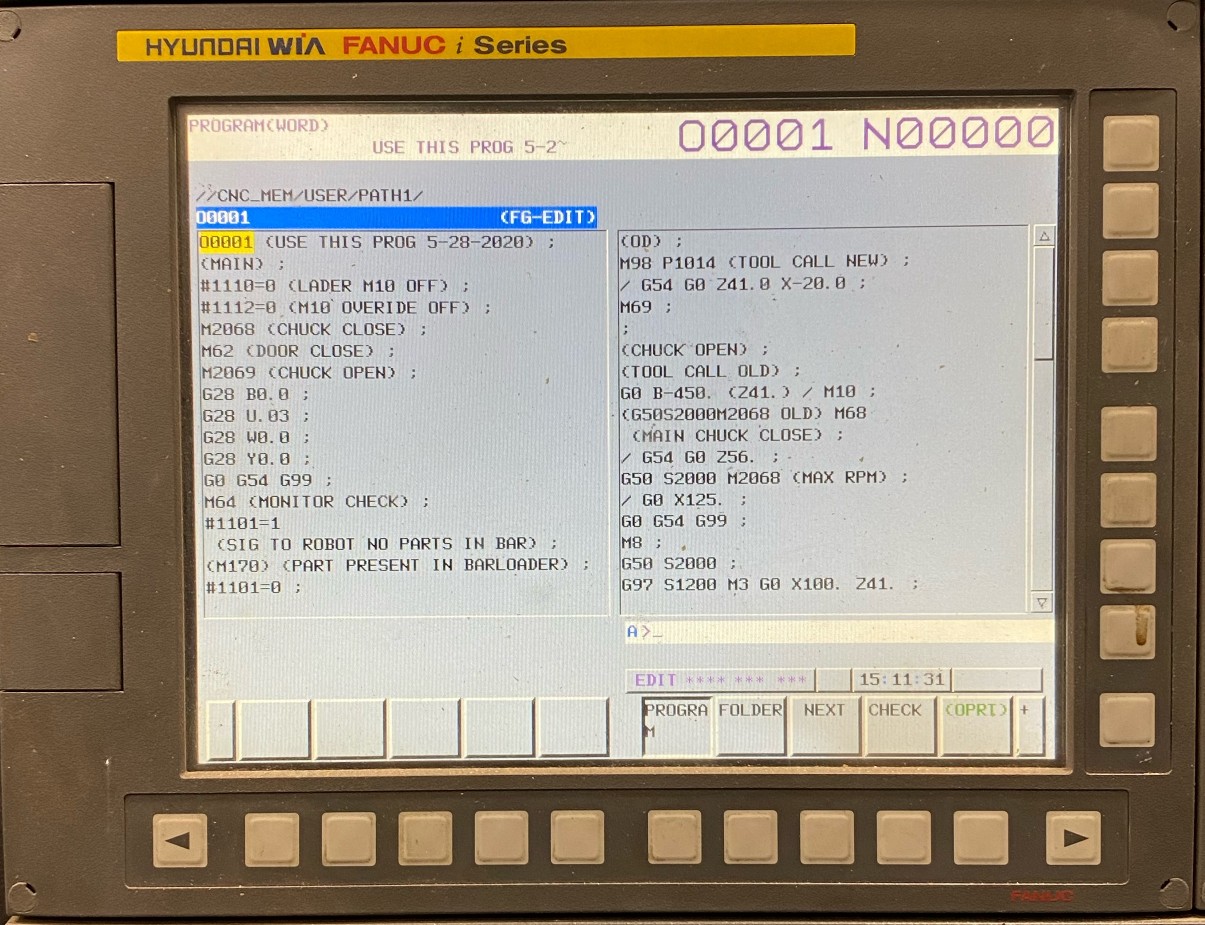 HYUNDAI WIA FANUC i Series
PROGRAM(WORD)
O0001 N00000
USE THIS PROG 5-2~
//CNC_MEM/USER/PATH1/
O0001 (FG-EDIT)
O0001 (USE THIS PROG 5-28-2020) ;
(MAIN) ;
#1110=0 (LADER M10 OFF) ;
#1112=0 (M10 OVERIDE OFF) ;
M2068 (CHUCK CLOSE) ;
M62 (DOOR CLOSE) ;
M2069 (CHUCK OPEN) ;
G28 B0.0 ;
G28 U.03 ;
G28 W0.0 ;
G28 Y0.0 ;
G0 G54 G99 ;
M64 (MONITOR CHECK) ;
#1101=1
(SIG TO ROBOT NO PARTS IN BAR) ;
(M170) (PART PRESENT IN BARLOADER) ;
#1101=0 ;
(OD) ;
M98 P1014 (TOOL CALL NEW) ;
/ G54 G0 Z41.0 X-20.0 ;
M69 ;
;
(CHUCK OPEN) ;
(TOOL CALL OLD) ;
G0 B-450. (Z41.) / M10 ;
(G50S2000M2068 OLD) M68
(MAIN CHUCK CLOSE) ;
/ G54 G0 Z56. ;
G50 S2000 M2068 (MAX RPM) ;
/ G0 X125. ;
G0 G54 G99 ;
M8 ;
G50 S2000 ;
G97 S1200 M3 G0 X100. Z41. ;
A>_
EDIT **** *** *** 15:11:31
PROGRA
M
FOLDER
NEXT
CHECK
(OPRT)
+
FANUC